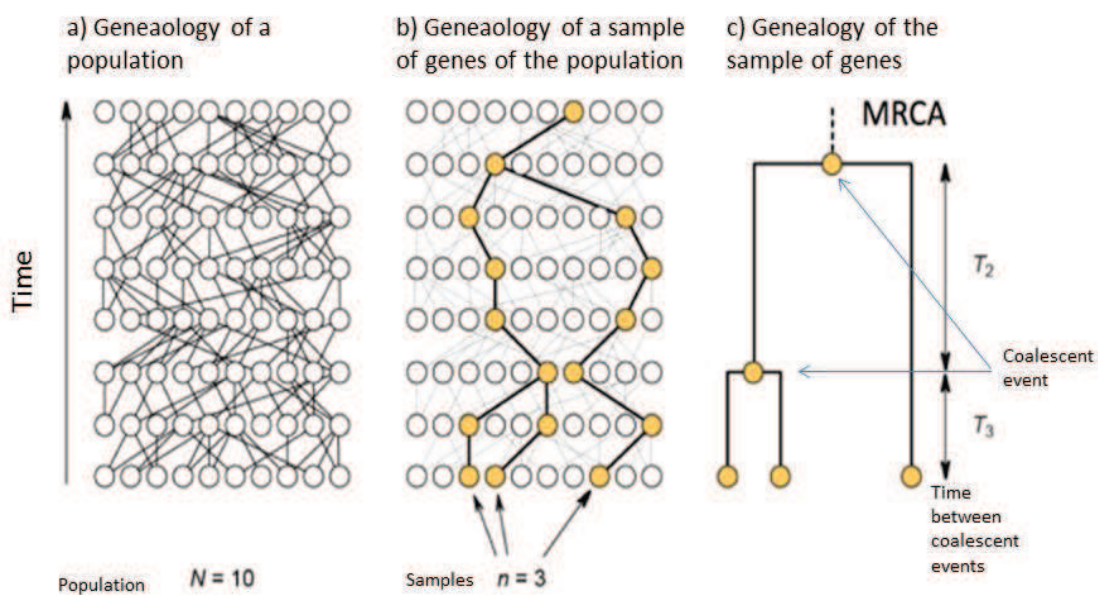 a) Geneaology of a
population
b) Geneaology of a sample
of genes of the population
c) Genealogy of the
sample of genes
Time
MRCA
T2
Coalescent
event
T3
Time
between
coalescent
events
Population N = 10
Samples n = 3